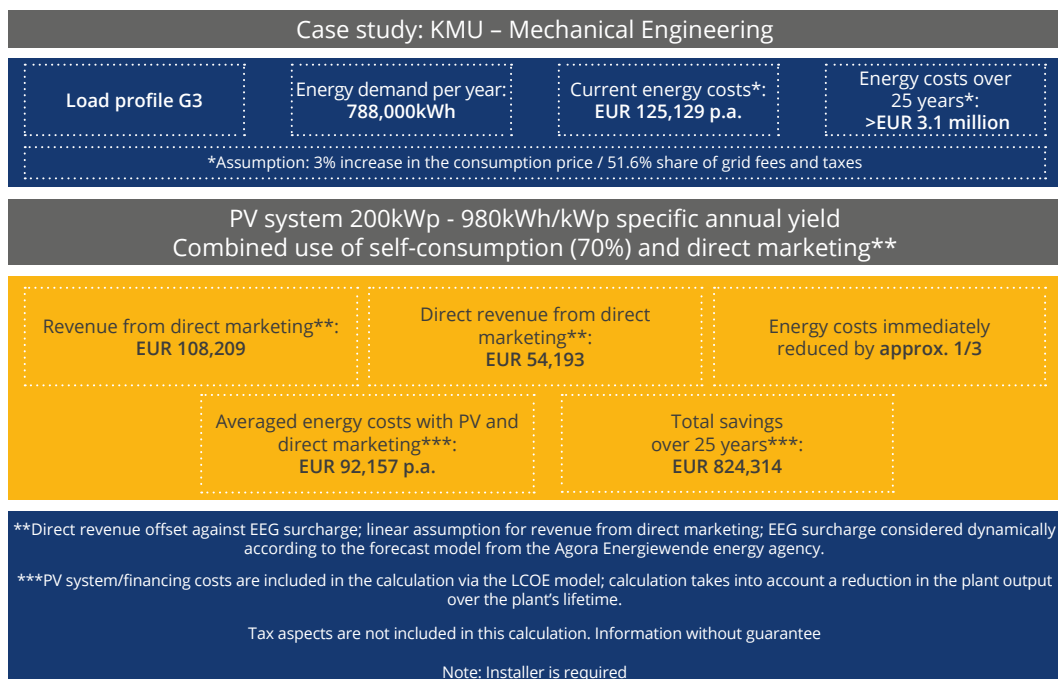 Case study: KMU – Mechanical Engineering
Load profile G3
Energy demand per year:
788,000kWh
Current energy costs*:
EUR 125,129 p.a.
Energy costs over
25 years*:
>EUR 3.1 million
*Assumption: 3% increase in the consumption price / 51.6% share of grid fees and taxes
PV system 200kWp - 980kWh/kWp specific annual yield
Combined use of self-consumption (70%) and direct marketing**
Revenue from direct marketing**:
EUR 108,209
Direct revenue from direct
marketing**:
EUR 54,193
Energy costs immediately
reduced by approx. 1/3
Averaged energy costs with PV and
direct marketing***:
EUR 92,157 p.a.
Total savings
over 25 years***:
EUR 824,314
**Direct revenue offset against EEG surcharge; linear assumption for revenue from direct marketing; EEG surcharge considered dynamically
according to the forecast model from the Agora Energiewende energy agency.
***PV system/financing costs are included in the calculation via the LCOE model; calculation takes into account a reduction in the plant output
over the plant’s lifetime.
Tax aspects are not included in this calculation. Information without guarantee
Note: Installer is required